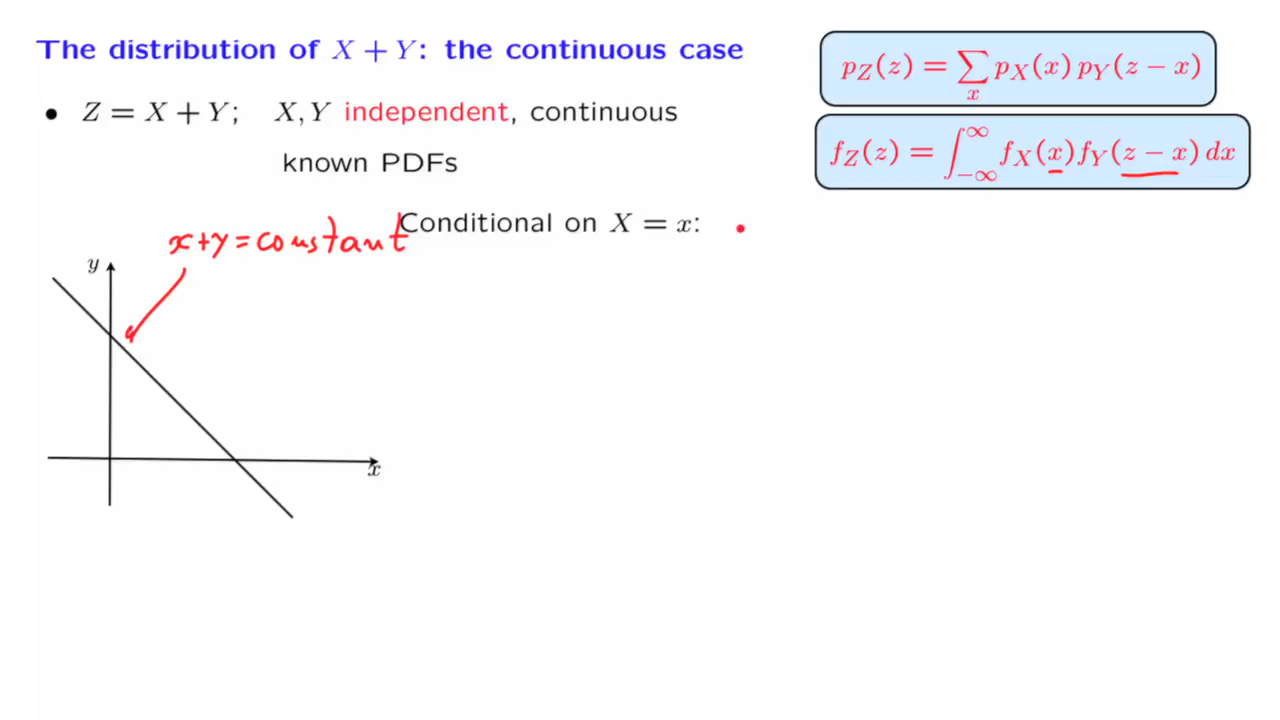 The distribution of X + Y: the continuous case
p_Z(z) = ∑_x p_X(x) p_Y(z − x)
• Z = X + Y; X, Y independent, continuous
known PDFs
f_Z(z) = ∫_{−∞}^{∞} f_X(x) f_Y(z − x) dx
Conditional on X = x:
x+y=constant
y
x